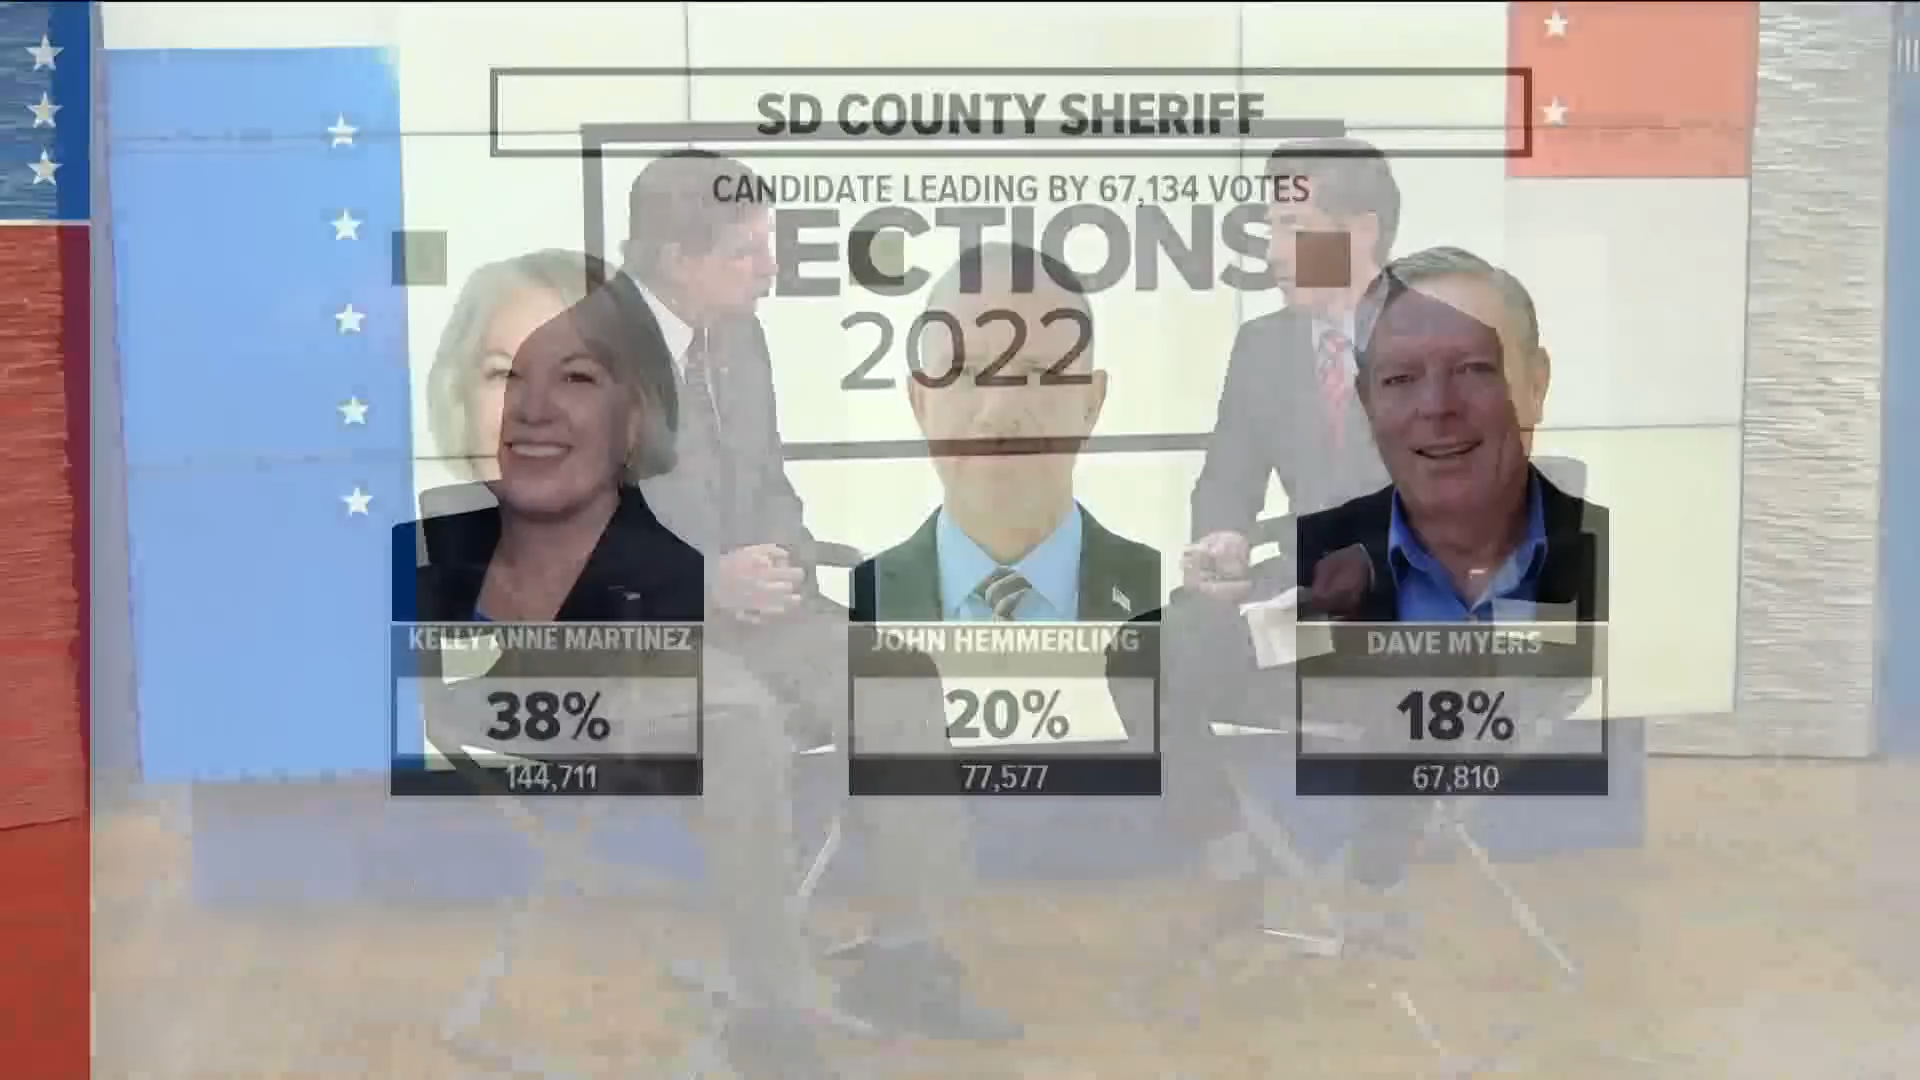 SD COUNTY SHERIFF
CANDIDATE LEADING BY 67,134 VOTES
ECTIONS
2022
KELLY ANNE MARTINEZ
JOHN HEMMERLING
DAVE MYERS
38%
20%
18%
144,711
77,577
67,810